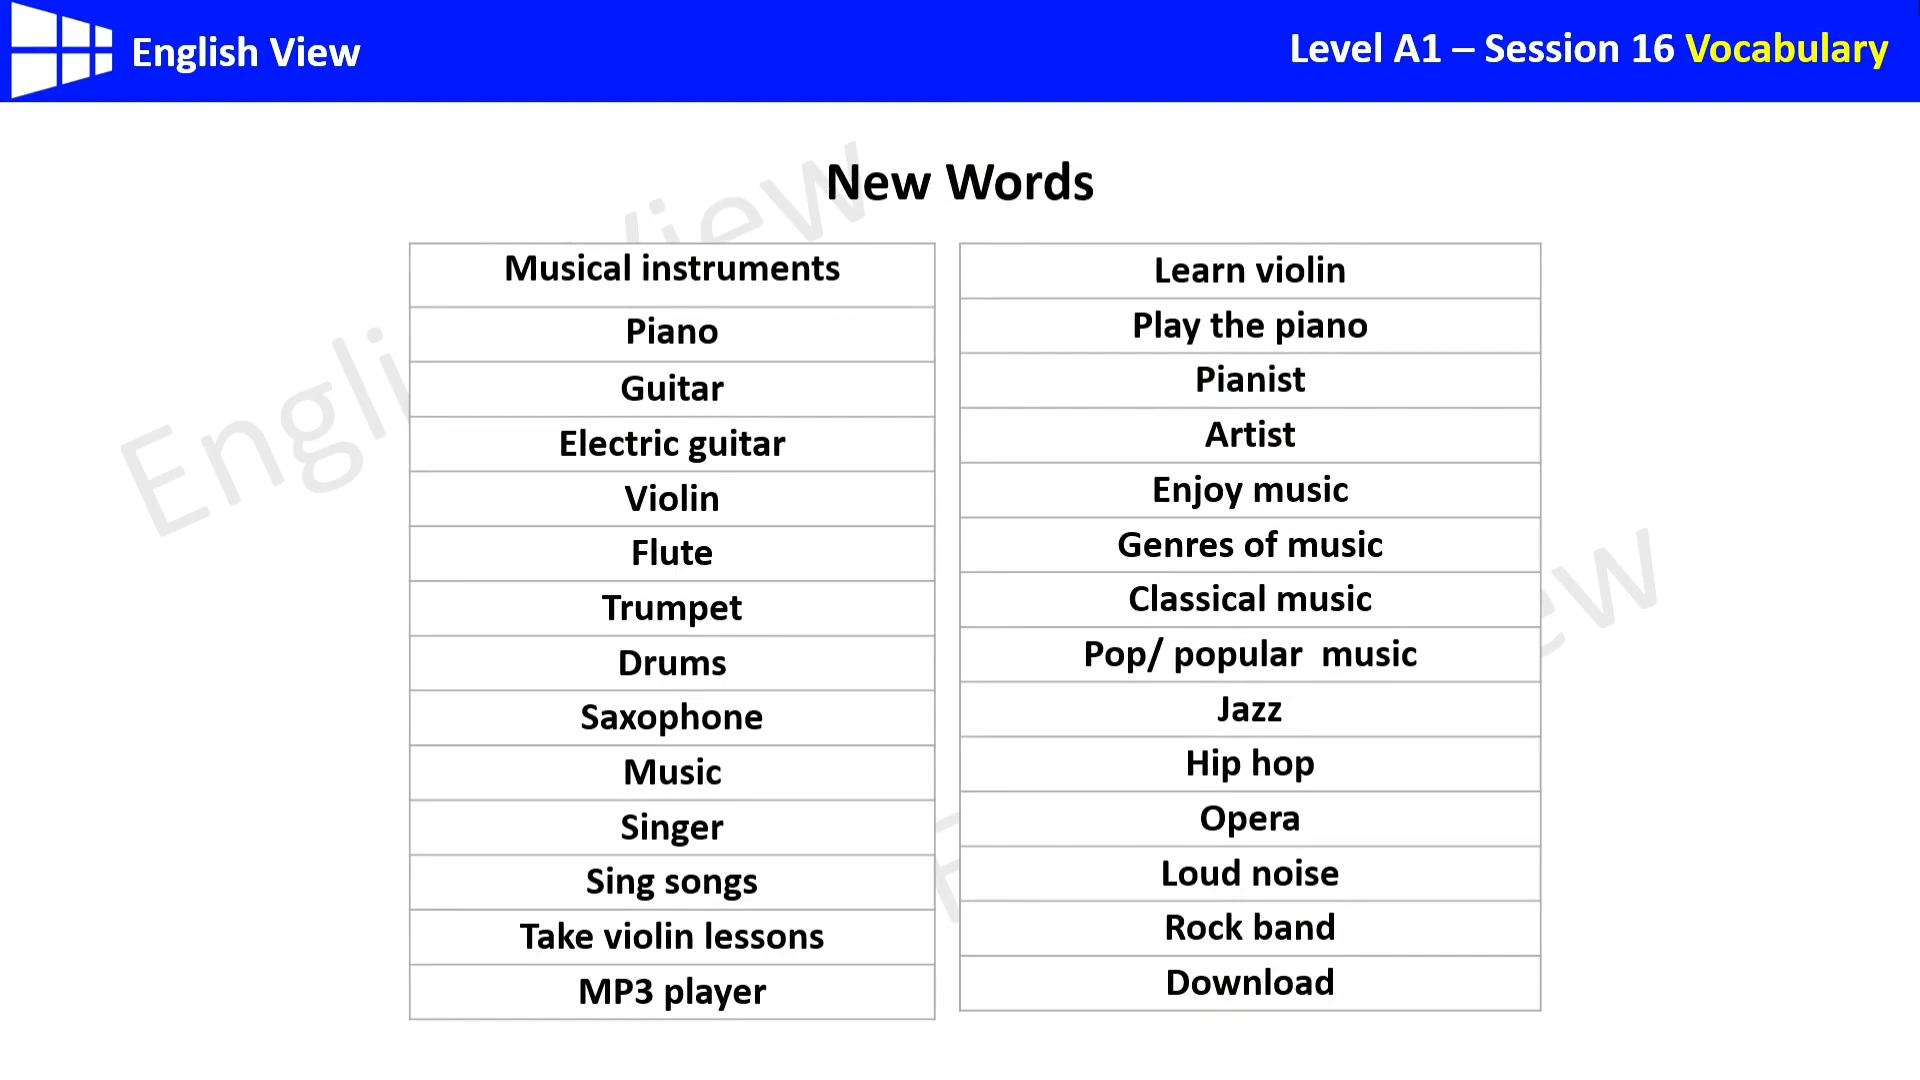 English View
Level A1 – Session 16 Vocabulary
New Words
Musical instruments
Piano
Guitar
Electric guitar
Violin
Flute
Trumpet
Drums
Saxophone
Music
Singer
Sing songs
Take violin lessons
MP3 player
Learn violin
Play the piano
Pianist
Artist
Enjoy music
Genres of music
Classical music
Pop/ popular  music
Jazz
Hip hop
Opera
Loud noise
Rock band
Download